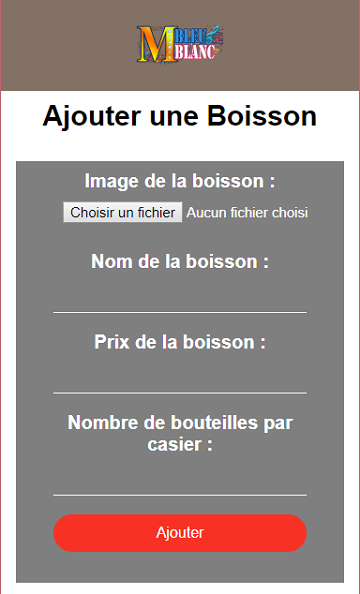 MBLEU
BLANC
Ajouter une Boisson
Image de la boisson :
Choisir un fichier Aucun fichier choisi
Nom de la boisson :
Prix de la boisson :
Nombre de bouteilles par
casier :
Ajouter